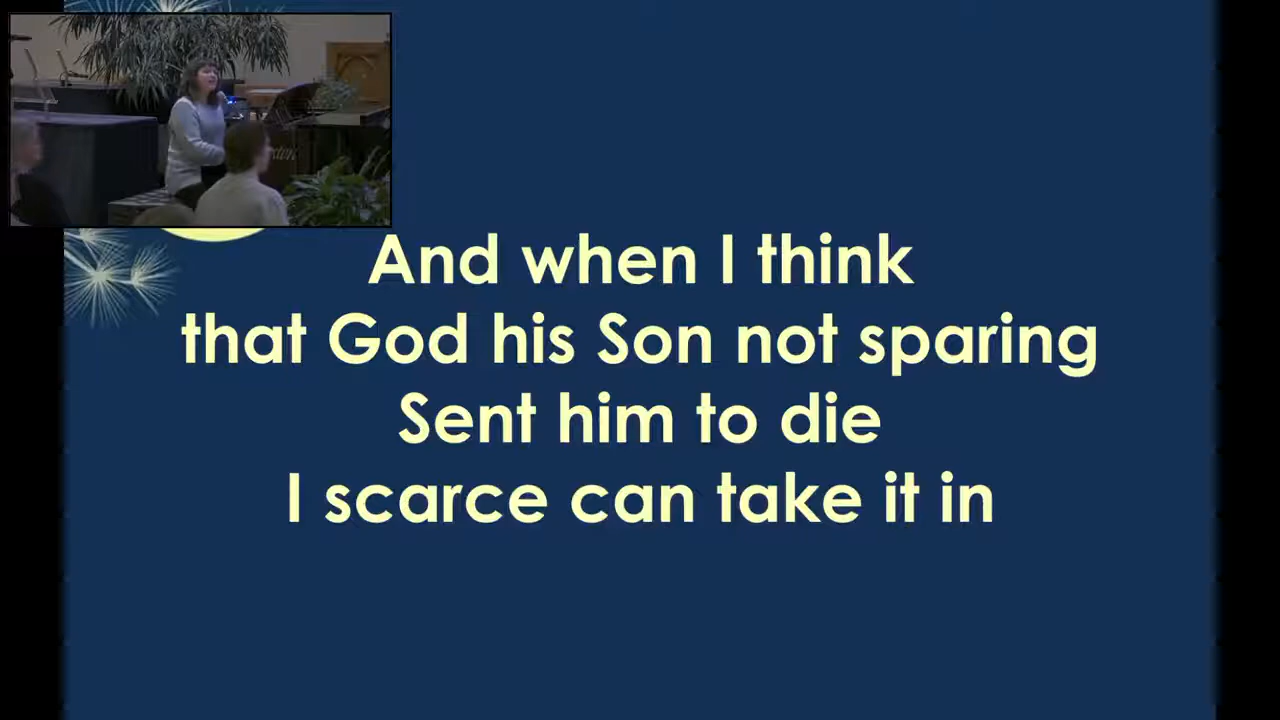 And when I think
that God his Son not sparing
Sent him to die
I scarce can take it in